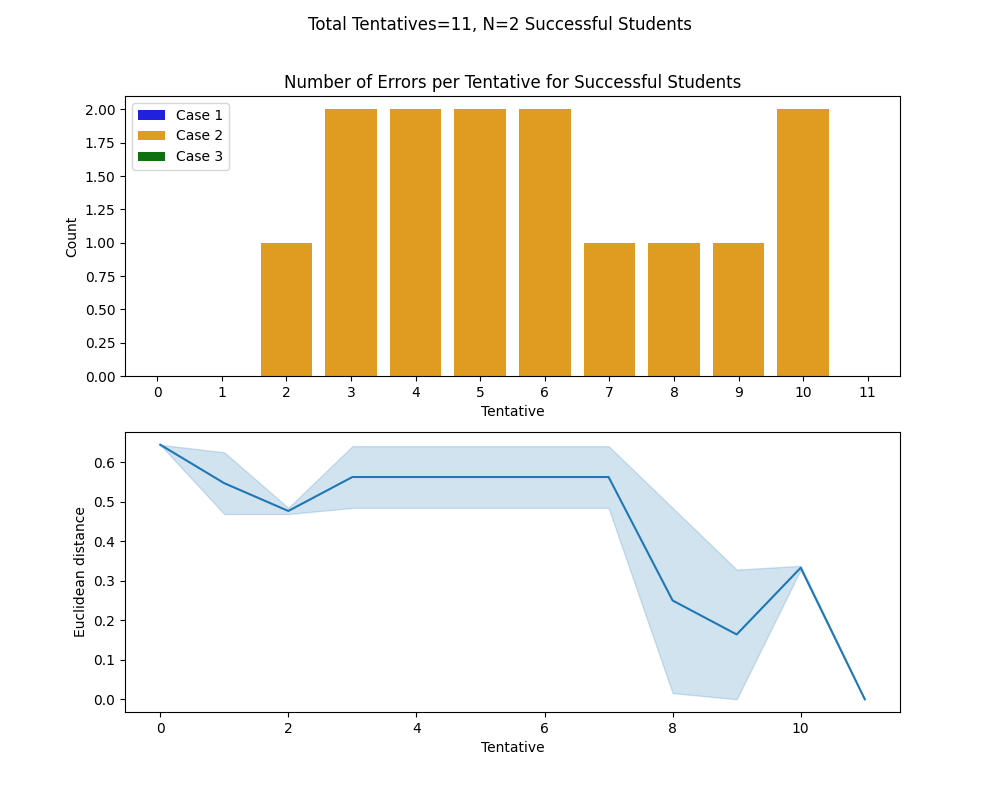 Total Tentatives=11, N=2 Successful Students
Number of Errors per Tentative for Successful Students
2.00
1.75
1.50
1.25
1.00
0.75
0.50
0.25
0.00
Count
Case 1
Case 2
Case 3
0 1 2 3 4 5 6 7 8 9 10 11
Tentative
0.6
0.5
0.4
0.3
0.2
0.1
0.0
Euclidean distance
0 2 4 6 8 10
Tentative